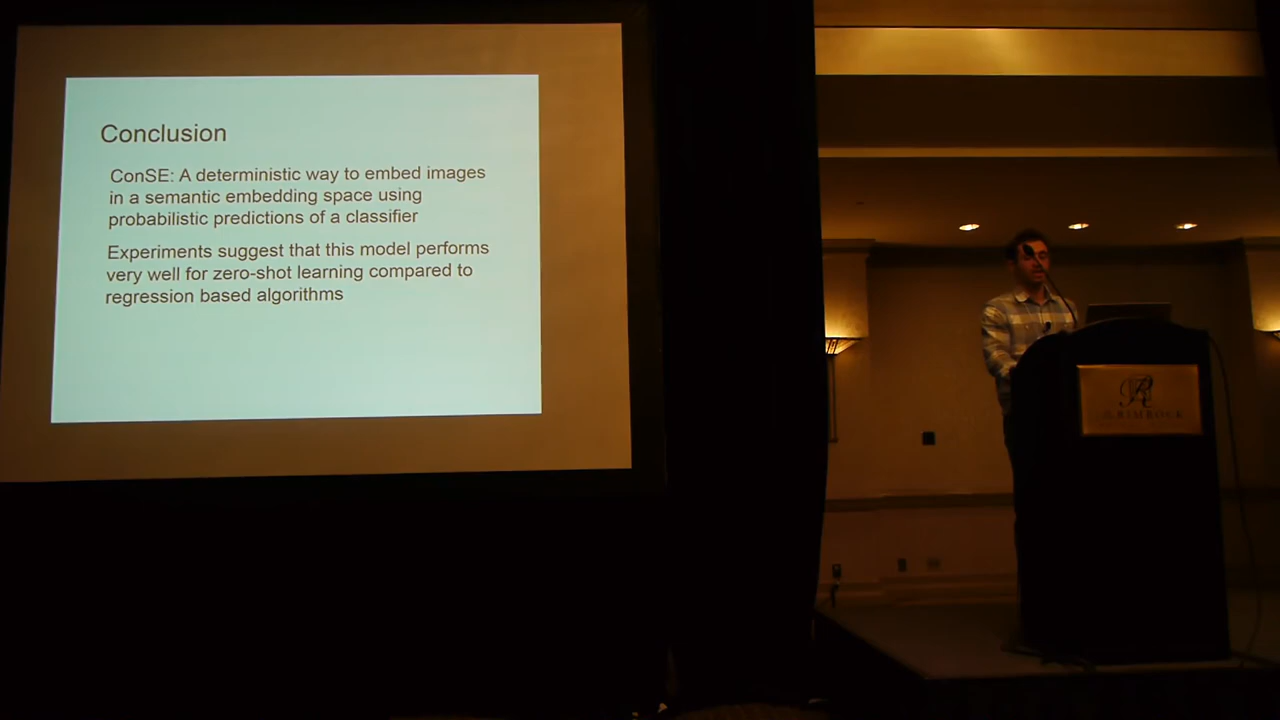 Conclusion
ConSE: A deterministic way to embed images
in a semantic embedding space using
probabilistic predictions of a classifier
Experiments suggest that this model performs
very well for zero-shot learning compared to
regression based algorithms
R
RIMROCK